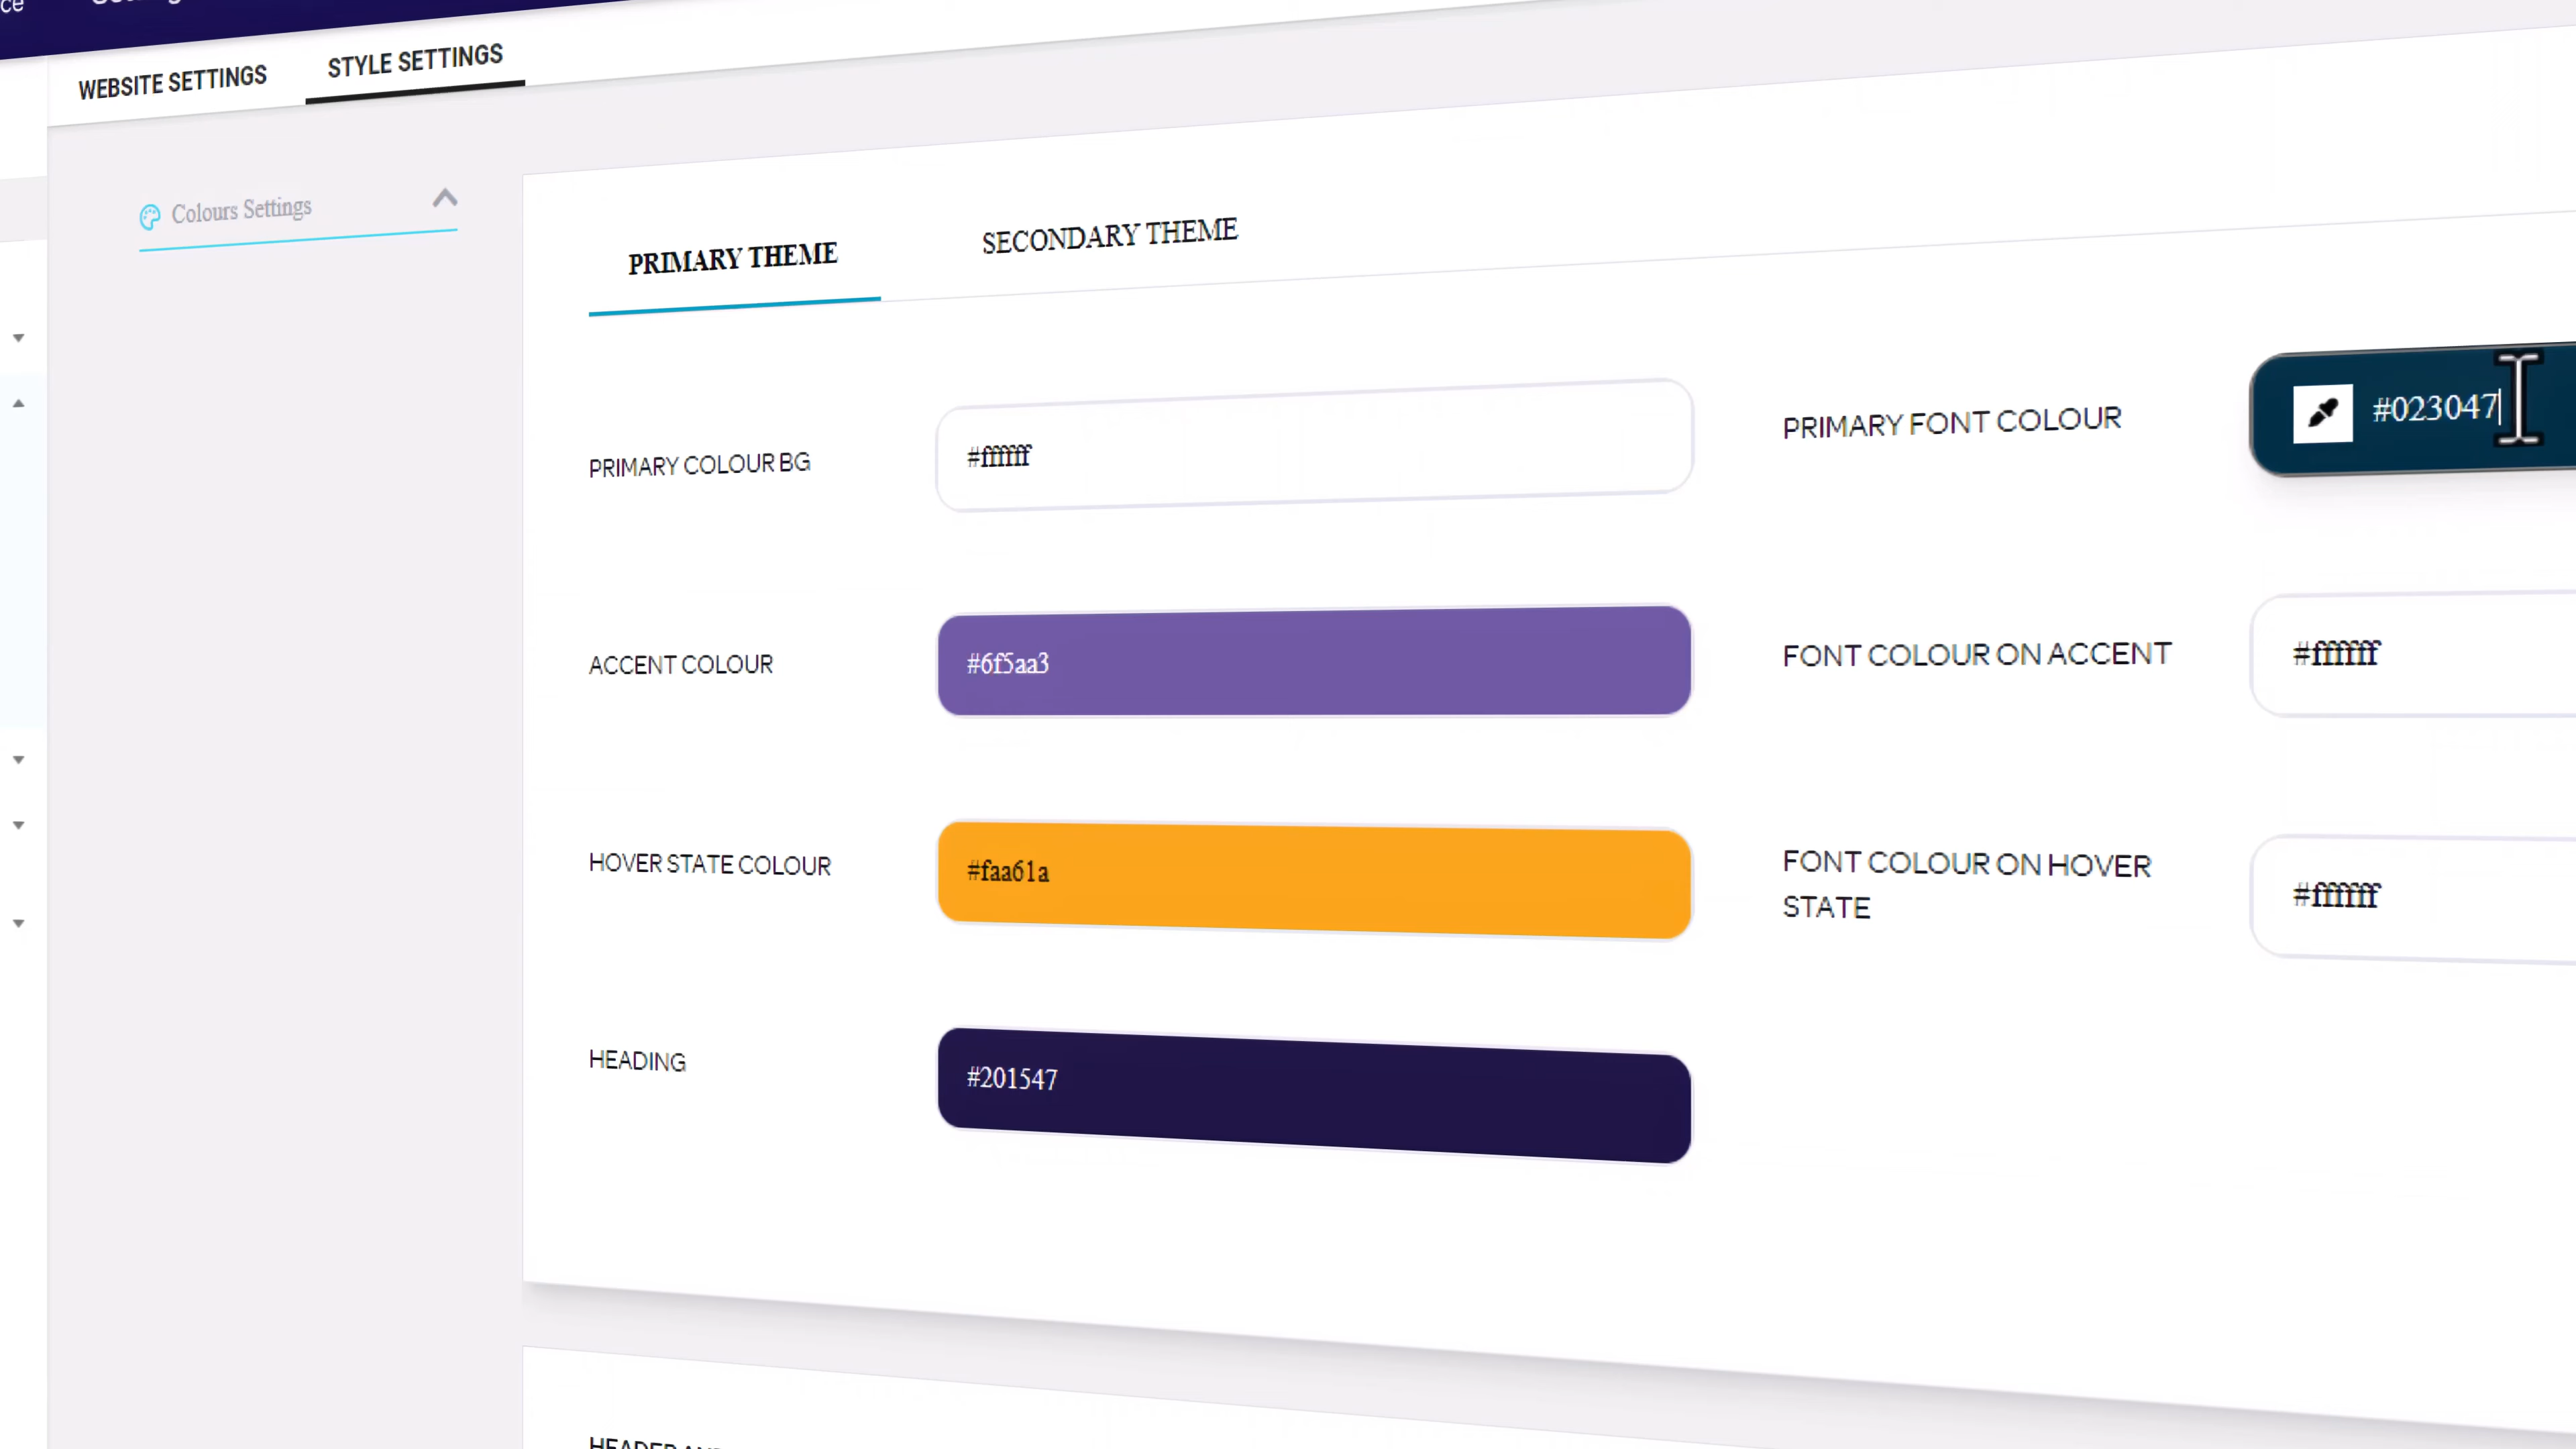 WEBSITE SETTINGS
STYLE SETTINGS
Colours Settings
PRIMARY THEME
SECONDARY THEME
PRIMARY COLOUR BG
#ffffff
PRIMARY FONT COLOUR
#023047
ACCENT COLOUR
#6f5aa3
FONT COLOUR ON ACCENT
#ffffff
HOVER STATE COLOUR
#faa61a
FONT COLOUR ON HOVER
STATE
#ffffff
HEADING
#201547